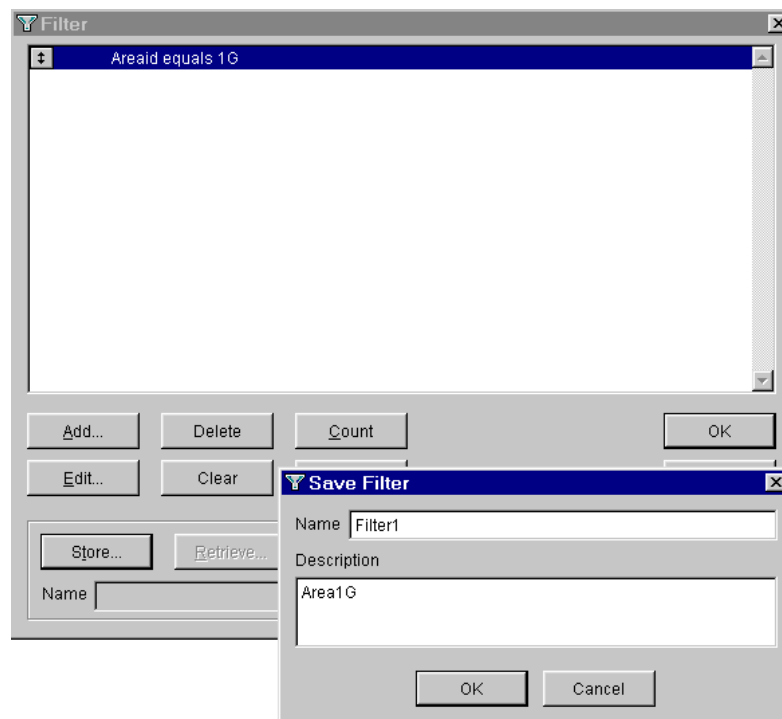 Filter
Areaid equals 1G
Add... Delete Count OK
Edit... Clear
Save Filter
Name Filter1
Description
Area1G
OK Cancel
Store... Retrieve...
Name